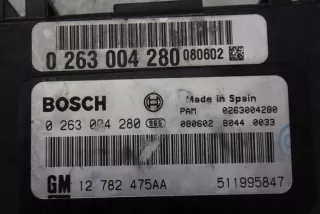 0 263 004 280 080602
BOSCH
Made in Spain
PAM 0263004280
0 263 004 280
080602 8044 0033
GM 12 782 475AA 511995847